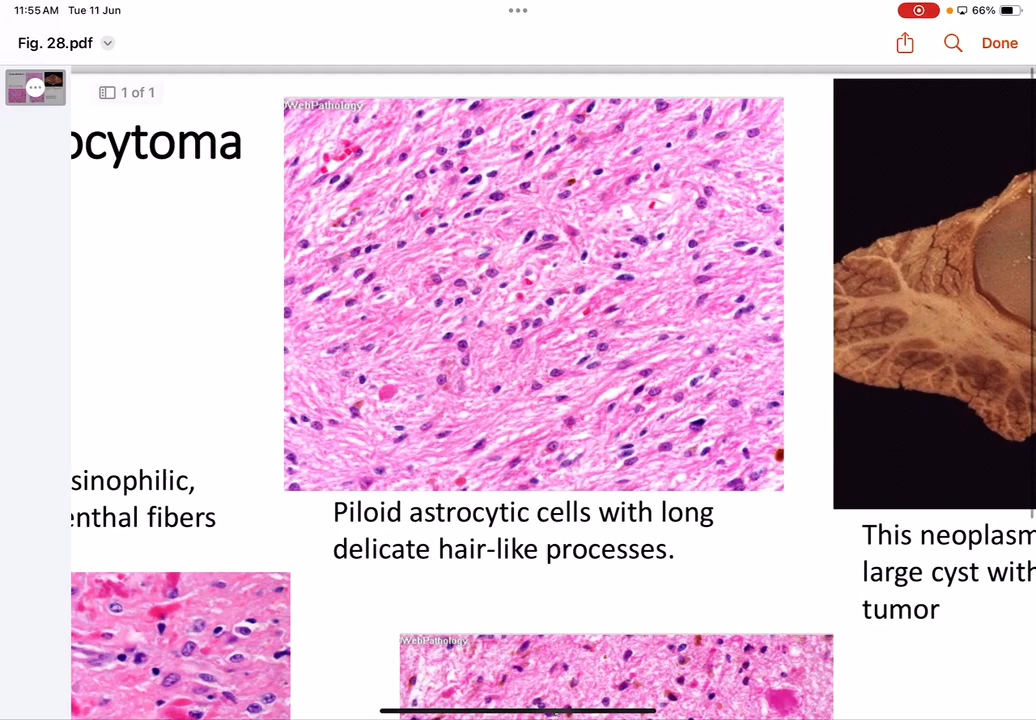 11:55 AM Tue 11 Jun
66%
Fig. 28.pdf
Done
1 of 1
WebPathology
ocytoma
sinophilic,
enthal fibers
Piloid astrocytic cells with long
delicate hair-like processes.
This neoplasm
large cyst with
tumor
WebPathology